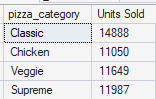 pizza_category Units Sold
Classic 14888
Chicken 11050
Veggie 11649
Supreme 11987